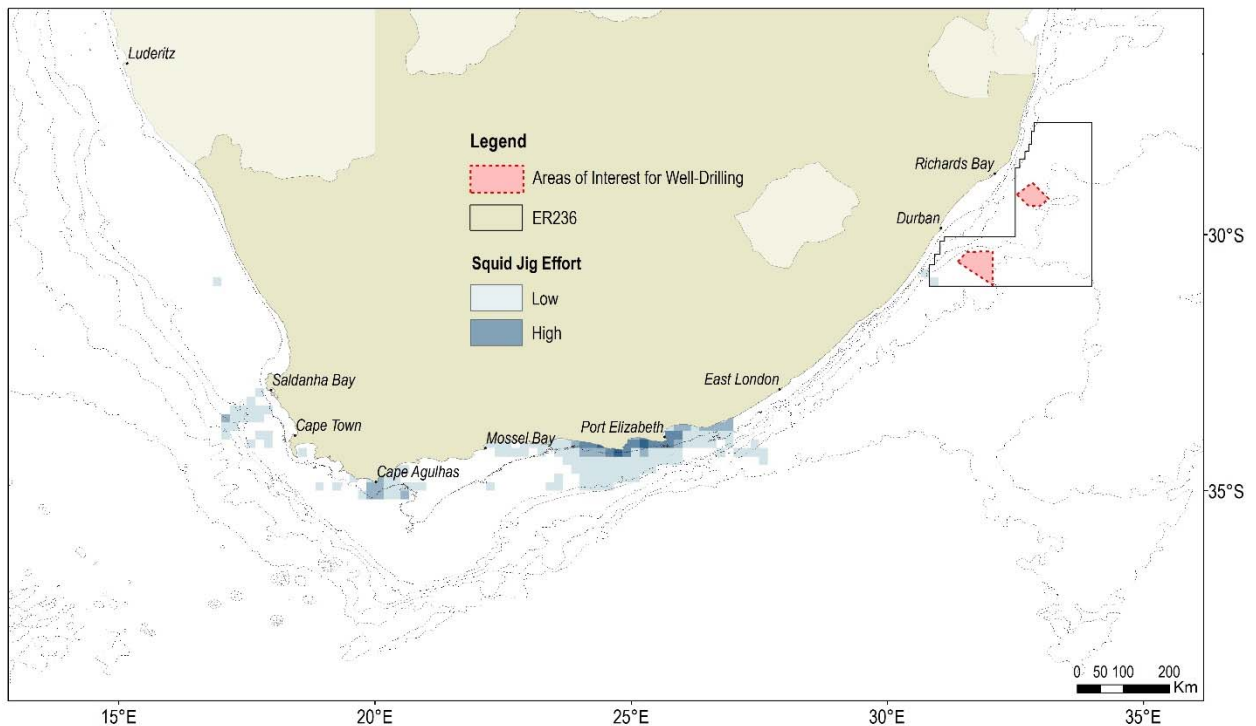 Luderitz
Legend
Areas of Interest for Well-Drilling
ER236
Squid Jig Effort
Low
High
Richards Bay
Durban
30°S
Saldanha Bay
Cape Town
Cape Agulhas
Mossel Bay
Port Elizabeth
East London
35°S
0 50 100 200
Km
15°E 20°E 25°E 30°E 35°E